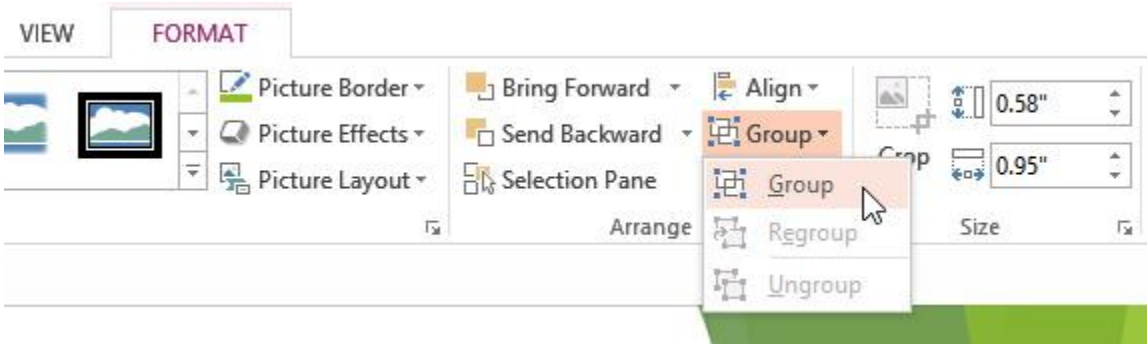 VIEW FORMAT
Picture Border Bring Forward Align 0.58"
Picture Effects Send Backward Group
Crop 0.95"
Picture Layout Selection Pane Group
Arrange Regroup Size
Ungroup